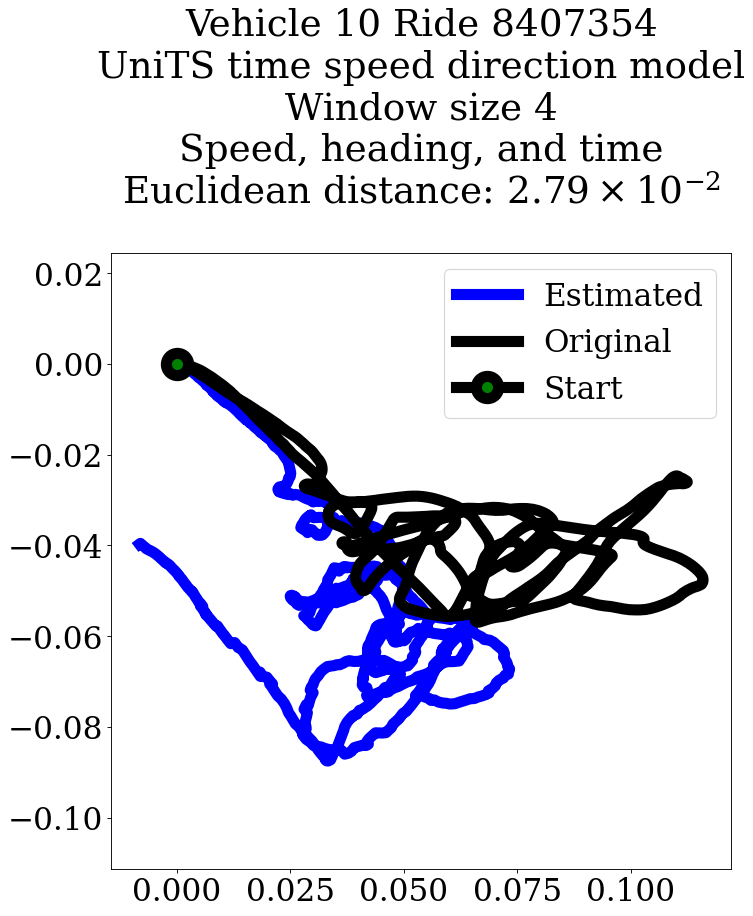 Vehicle 10 Ride 8407354
UniTS time speed direction model
Window size 4
Speed, heading, and time
Euclidean distance: 2.79 × 10⁻²
Estimated
Original
Start
0.02
0.00
−0.02
−0.04
−0.06
−0.08
−0.10
0.000 0.025 0.050 0.075 0.100